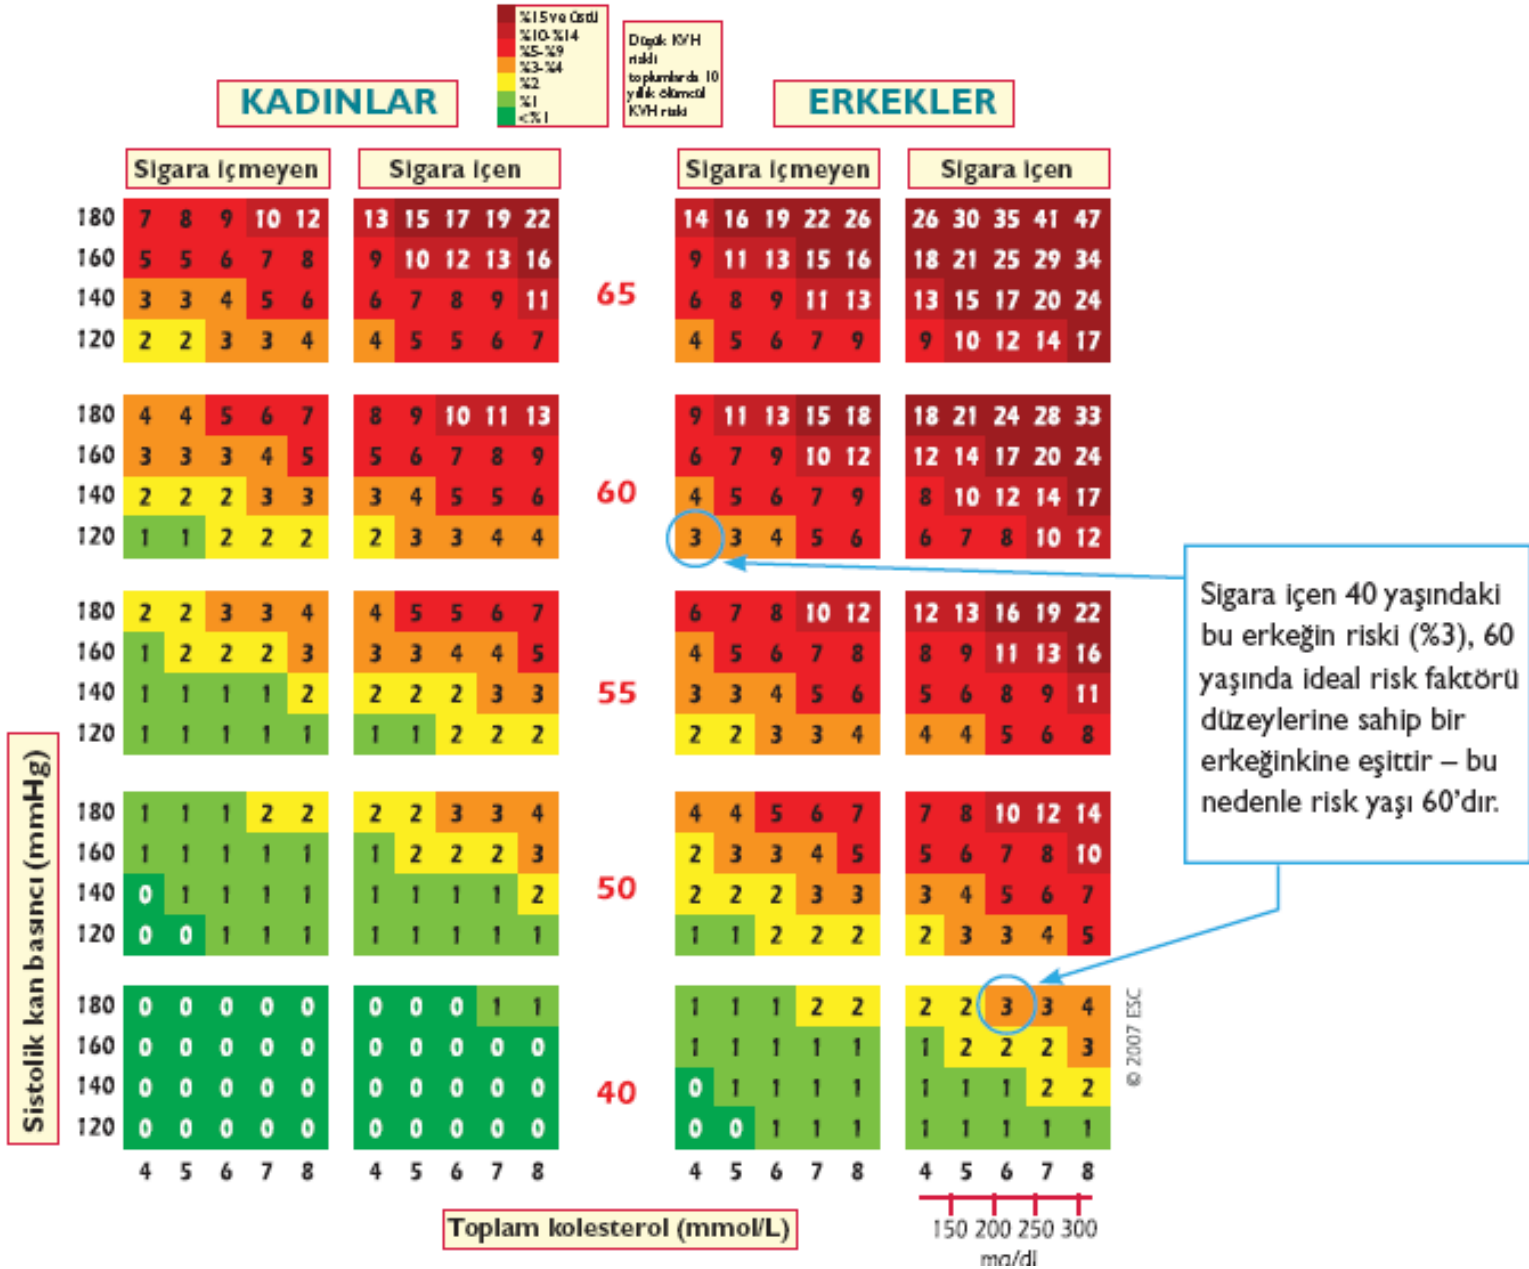 %15 ve üstü
%10-%14
%5-%9
%3-%4
%2
%1
<%1
Düşük KVH
riskli
toplumlarda 10
yıllık ölümcül
KVH riski
KADINLAR
ERKEKLER
Sigara içmeyen
Sigara içen
Sigara içmeyen
Sigara içen
180 7 8 9 10 12 13 15 17 19 22 14 16 19 22 26 26 30 35 41 47
160 5 5 6 7 8 9 10 12 13 16 9 11 13 15 16 18 21 25 29 34
65
140 3 3 4 5 6 6 7 8 9 11 6 8 9 11 13 13 15 17 20 24
120 2 2 3 3 4 4 5 5 6 7 4 5 6 7 9 9 10 12 14 17
180 4 4 5 6 7 8 9 10 11 13 9 11 13 15 18 18 21 24 28 33
160 3 3 3 4 5 5 6 7 8 9 6 7 9 10 12 12 14 17 20 24
60
140 2 2 2 3 3 3 4 5 5 6 4 5 6 7 9 8 10 12 14 17
120 1 1 2 2 2 2 3 3 4 4 3 3 4 5 6 6 7 8 10 12
180 2 2 3 3 4 4 5 5 6 7 6 7 8 10 12 12 13 16 19 22
160 1 2 2 2 3 3 3 4 4 5 4 5 6 7 8 8 9 11 13 16
55
140 1 1 1 1 2 2 2 2 3 3 3 3 4 5 6 5 6 8 9 11
120 1 1 1 1 1 1 1 2 2 2 2 2 3 3 4 4 4 5 6 8
180 1 1 1 2 2 2 2 3 3 4 4 4 5 6 7 7 8 10 12 14
160 1 1 1 1 1 1 2 2 2 3 2 3 3 4 5 5 6 7 8 10
50
140 0 1 1 1 1 1 1 1 1 2 2 2 2 3 3 3 4 5 6 7
120 0 0 1 1 1 1 1 1 1 1 1 1 2 2 2 2 3 3 4 5
180 0 0 0 0 0 0 0 0 1 1 1 1 1 2 2 2 2 3 3 4
160 0 0 0 0 0 0 0 0 0 0 1 1 1 1 1 1 2 2 2 3
40
140 0 0 0 0 0 0 0 0 0 0 0 1 1 1 1 1 1 1 2 2
120 0 0 0 0 0 0 0 0 0 0 0 0 1 1 1 1 1 1 1 1
4 5 6 7 8 4 5 6 7 8 4 5 6 7 8 4 5 6 7 8
Sistolik kan basıncı (mmHg)
Toplam kolesterol (mmol/L)
150 200 250 300
mg/dl
Sigara içen 40 yaşındaki
bu erkeğin riski (%3), 60
yaşında ideal risk faktörü
düzeylerine sahip bir
erkeğinkine eşittir – bu
nedenle risk yaşı 60’dır.
© 2007 ESC